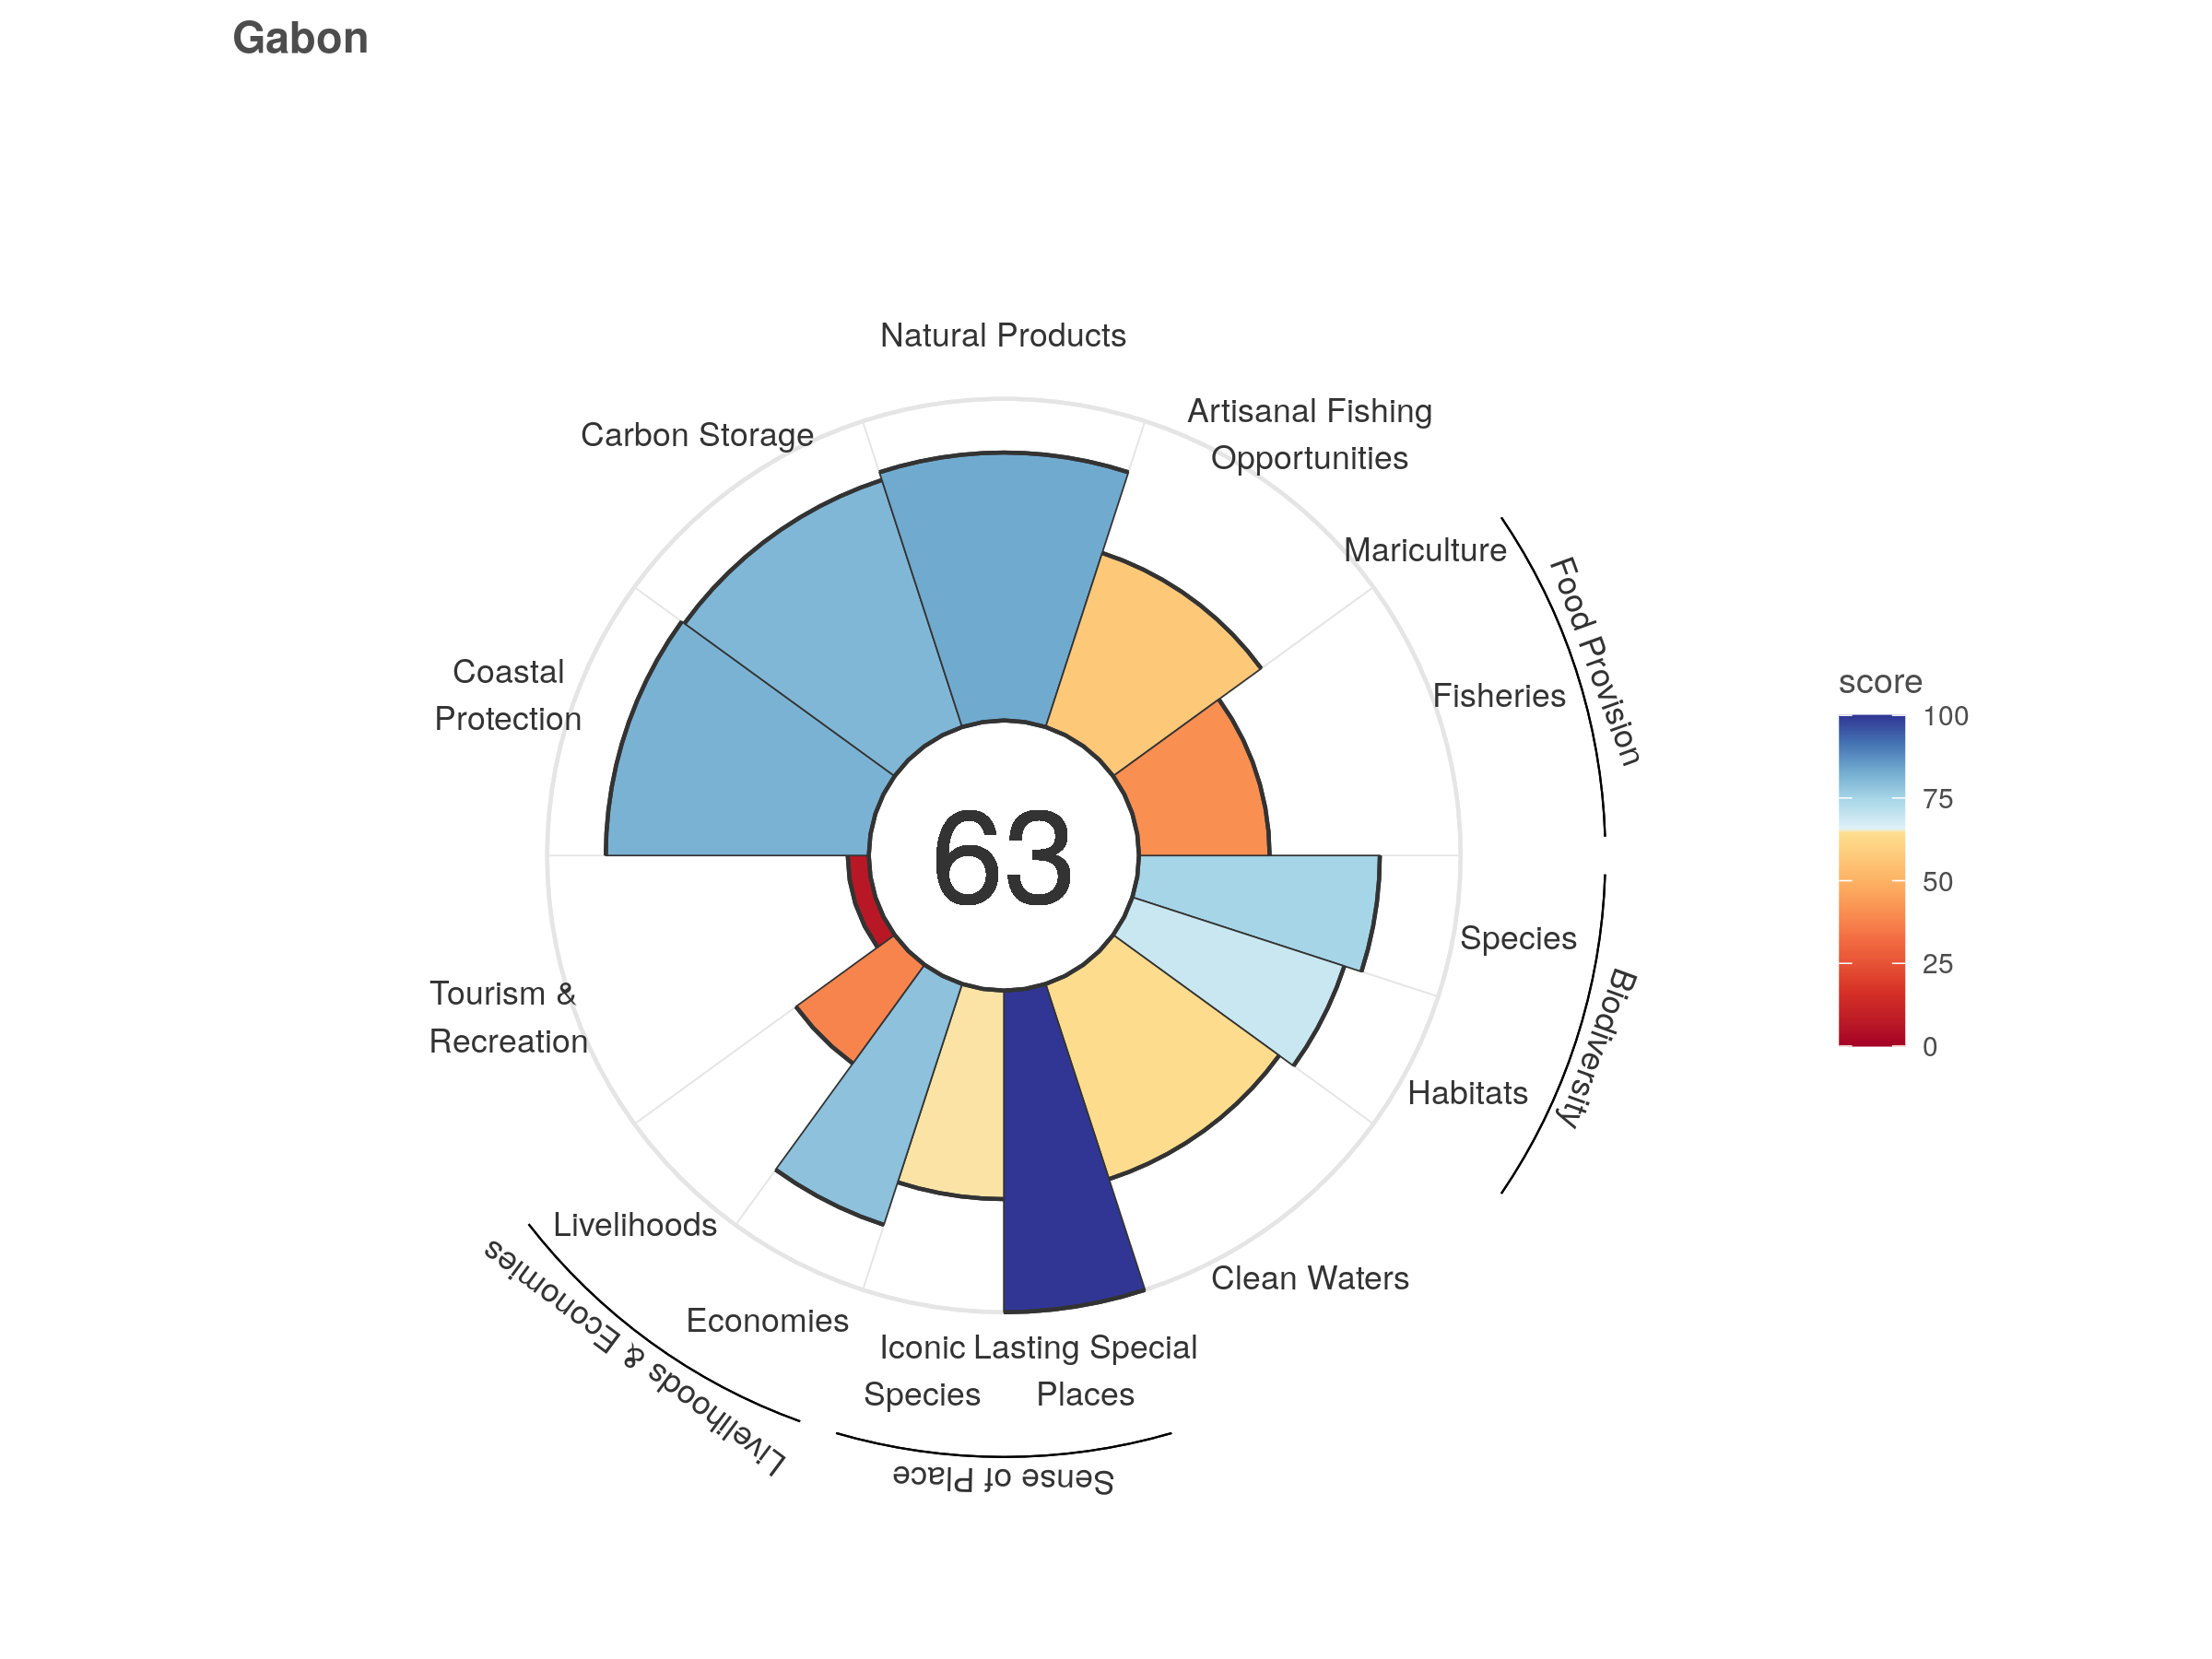 Gabon
Natural Products
Artisanal Fishing
Opportunities
Carbon Storage
Mariculture
Food Provision
Fisheries
Coastal
Protection
score
100
75
50
25
0
63
Species
Biodiversity
Habitats
Tourism &
Recreation
Livelihoods
Livelihoods & Economies
Economies
Clean Waters
Iconic
Species
Lasting Special
Places
Sense of Place